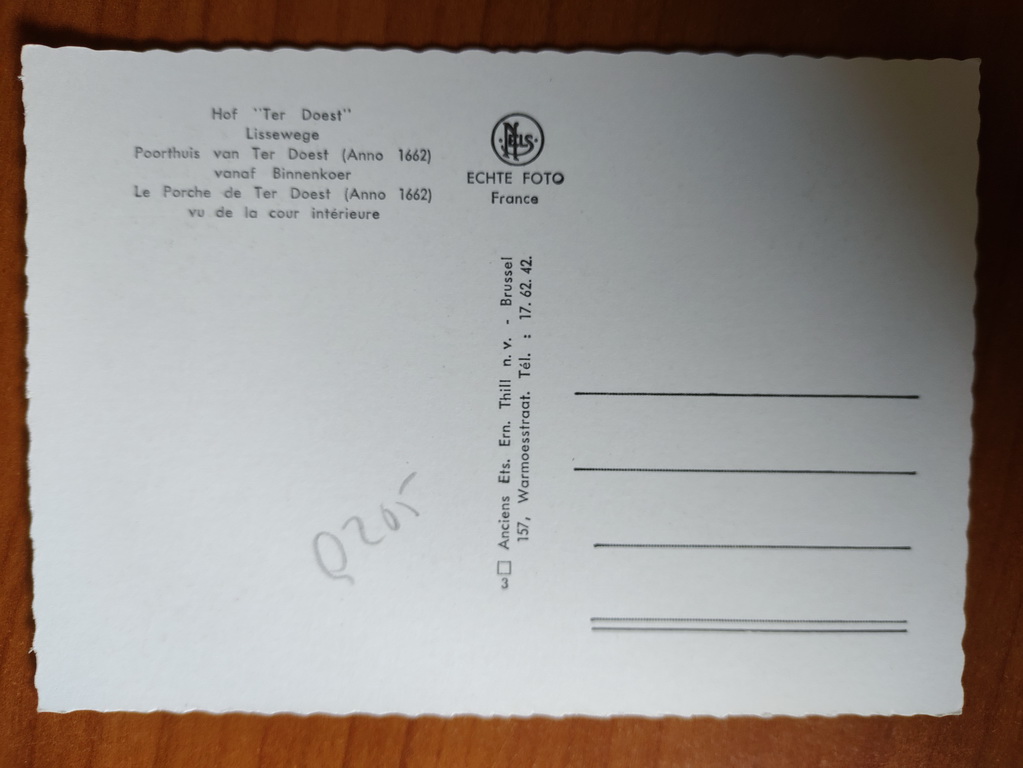 Hof "Ter Doest"
Lissewege
Poorthuis van Ter Doest (Anno 1662)
vanaf Binnenkoer
Le Porche de Ter Doest (Anno 1662)
vu de la cour intérieure
NELS
ECHTE FOTO
France
3 Anciens Ets. Ern. Thill n. v. - Brussel
157, Warmoesstraat. Tél. : 17. 62. 42.